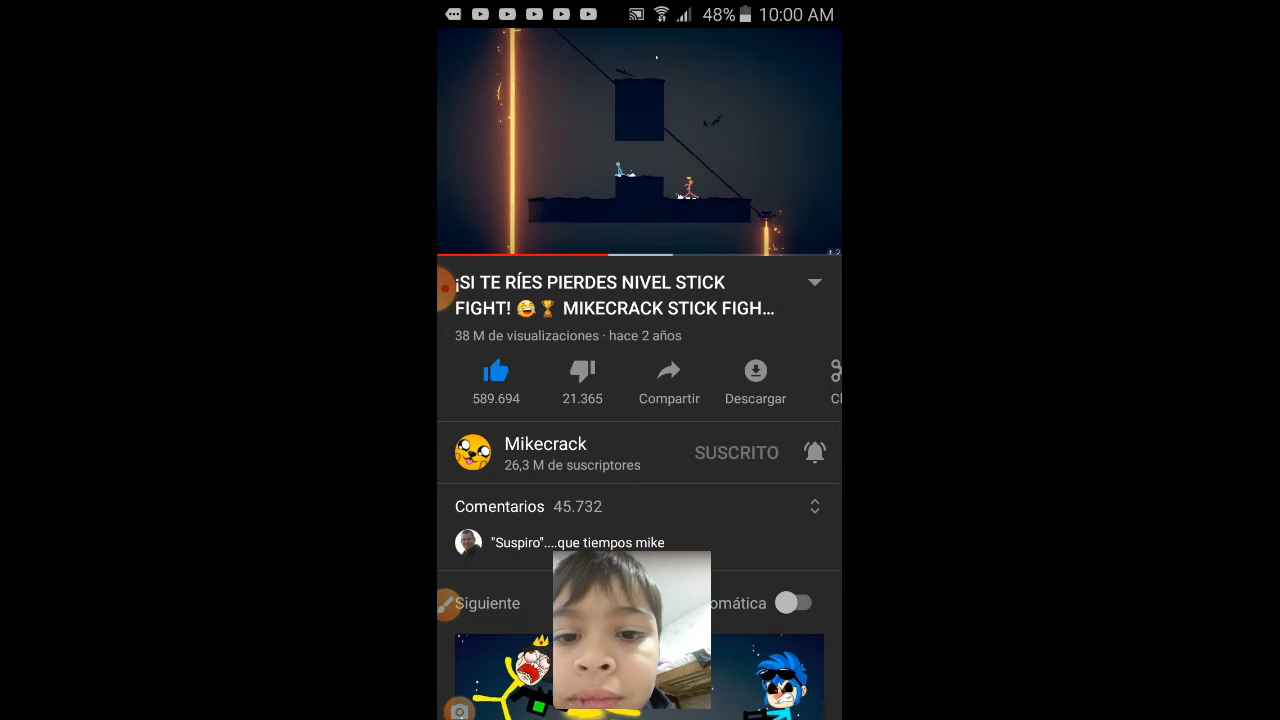 48% 10:00 AM
¡SI TE RÍES PIERDES NIVEL STICK
FIGHT! 😂🏆 MIKECRACK STICK FIGH...
38 M de visualizaciones · hace 2 años
589.694 21.365 Compartir Descargar Cl
Mikecrack
26,3 M de suscriptores
SUSCRITO
Comentarios 45.732
"Suspiro"....que tiempos mike
Siguiente omática